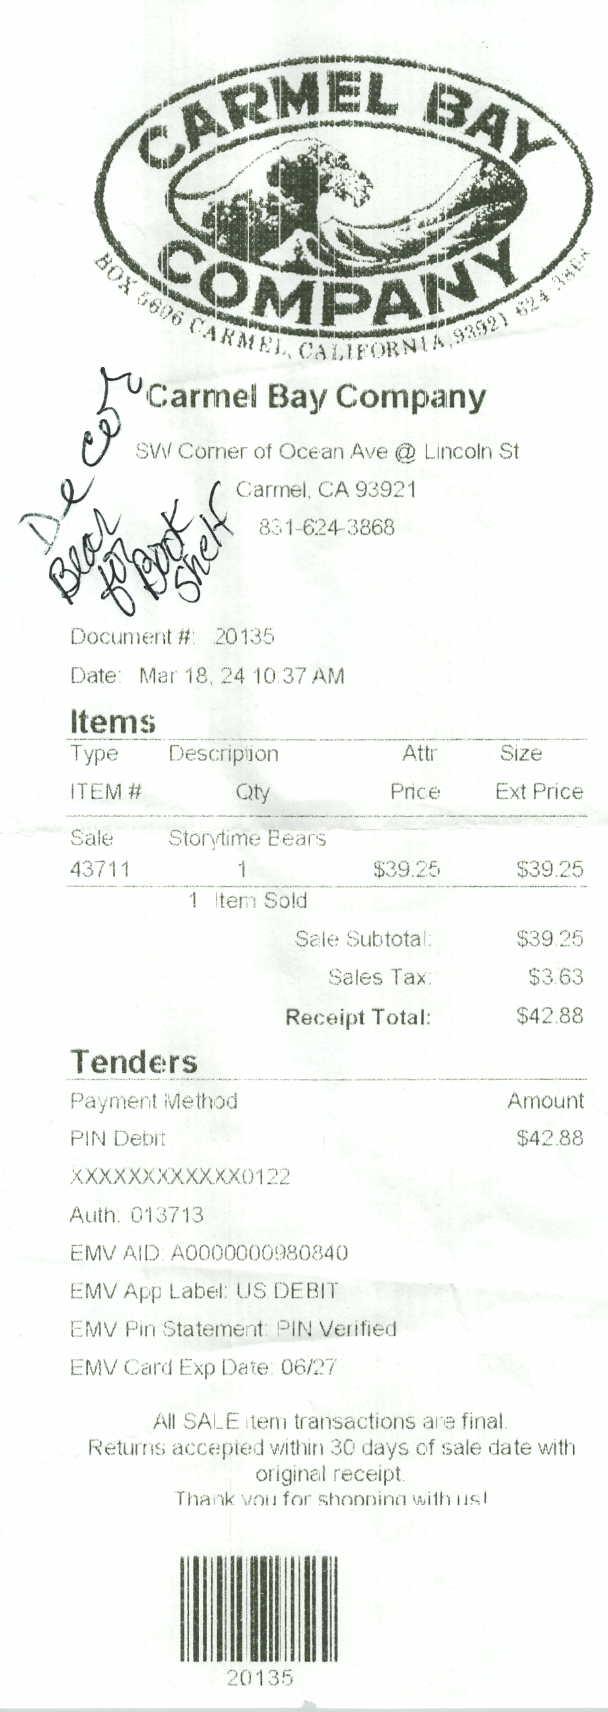 CARMEL BAY
COMPANY
BOX 5606 CARMEL, CALIFORNIA, 93921 624-3868
Decor
Carmel Bay Company
SW Corner of Ocean Ave @ Lincoln St
Carmel, CA 93921
831-624-3868
Bear
for
Book
Shelf
Document #: 20135
Date: Mar 18, 24 10:37 AM
Items
Type Description Attr Size
ITEM # Qty Price Ext Price
Sale Storytime Bears
43711 1 $39.25 $39.25
1 Item Sold
Sale Subtotal: $39.25
Sales Tax: $3.63
Receipt Total: $42.88
Tenders
Payment Method Amount
PIN Debit $42.88
XXXXXXXXXXXX0122
Auth: 013713
EMV AID: A0000000980840
EMV App Label: US DEBIT
EMV Pin Statement: PIN Verified
EMV Card Exp Date: 06/27
All SALE item transactions are final.
Returns accepted within 30 days of sale date with
original receipt.
Thank you for shopping with us!
20135